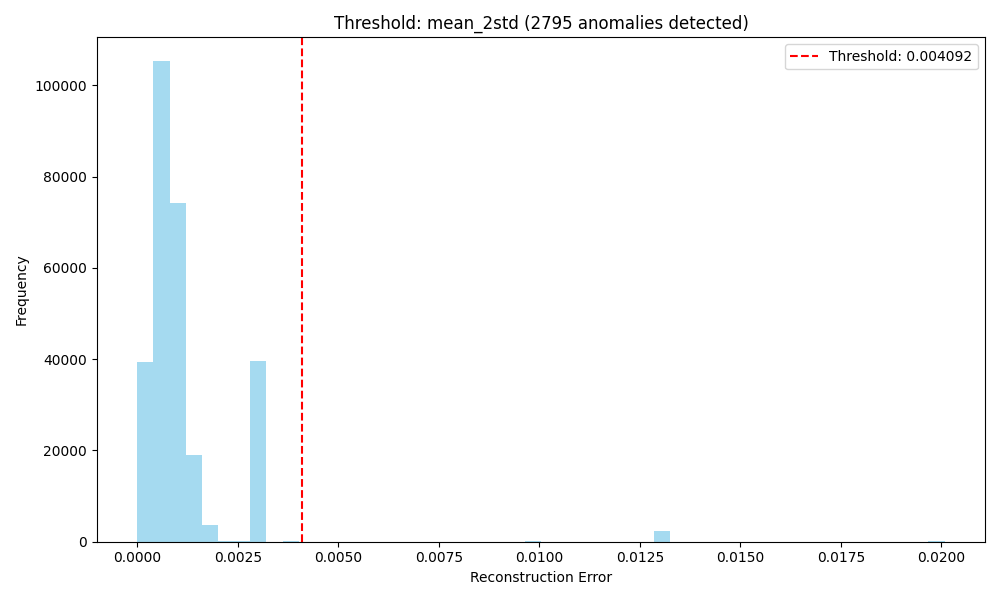 Threshold: mean_2std (2795 anomalies detected)
Threshold: 0.004092
Frequency
100000
80000
60000
40000
20000
0
0.0000 0.0025 0.0050 0.0075 0.0100 0.0125 0.0150 0.0175 0.0200
Reconstruction Error